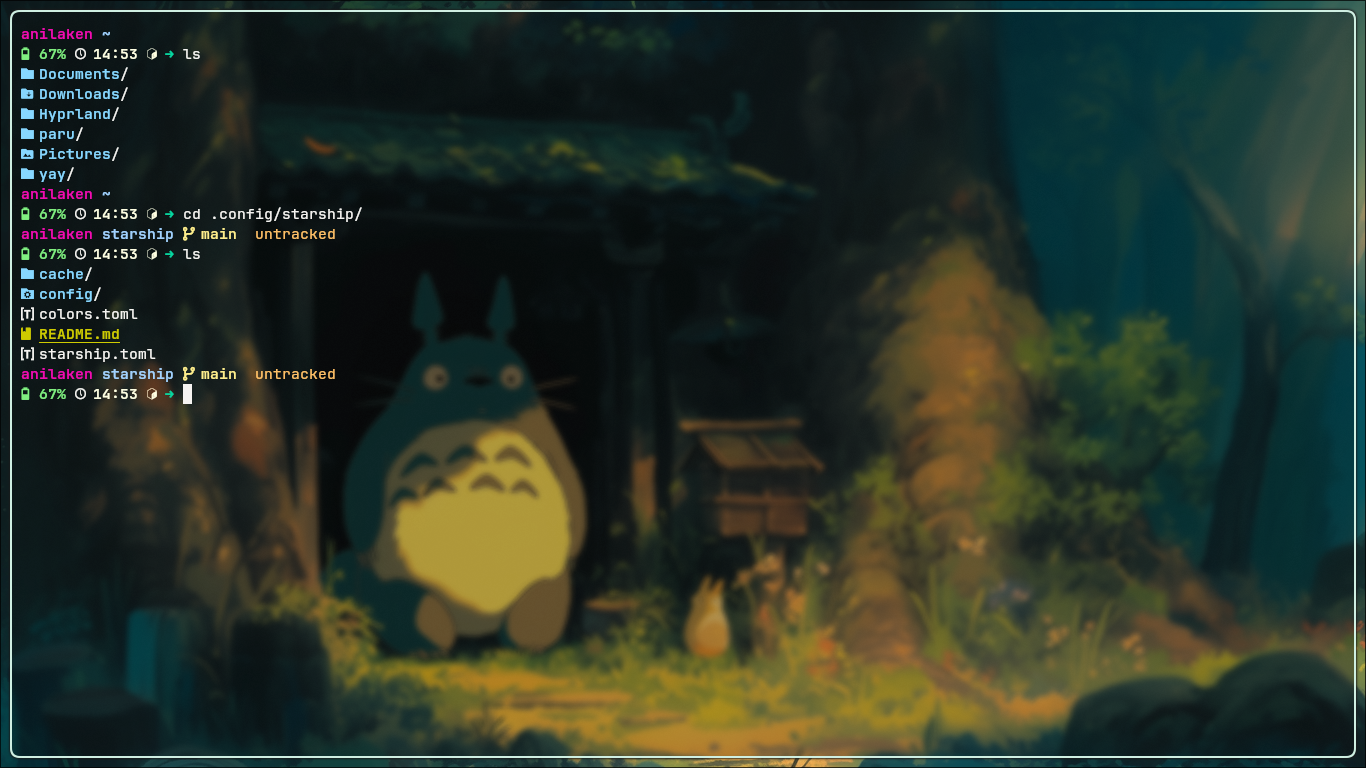 anilaken ~
67% 14:53 ➜ ls
Documents/
Downloads/
Hyprland/
paru/
Pictures/
yay/
anilaken ~
67% 14:53 ➜ cd .config/starship/
anilaken starship main untracked
67% 14:53 ➜ ls
cache/
config/
[T] colors.toml
README.md
[T] starship.toml
anilaken starship main untracked
67% 14:53 ➜